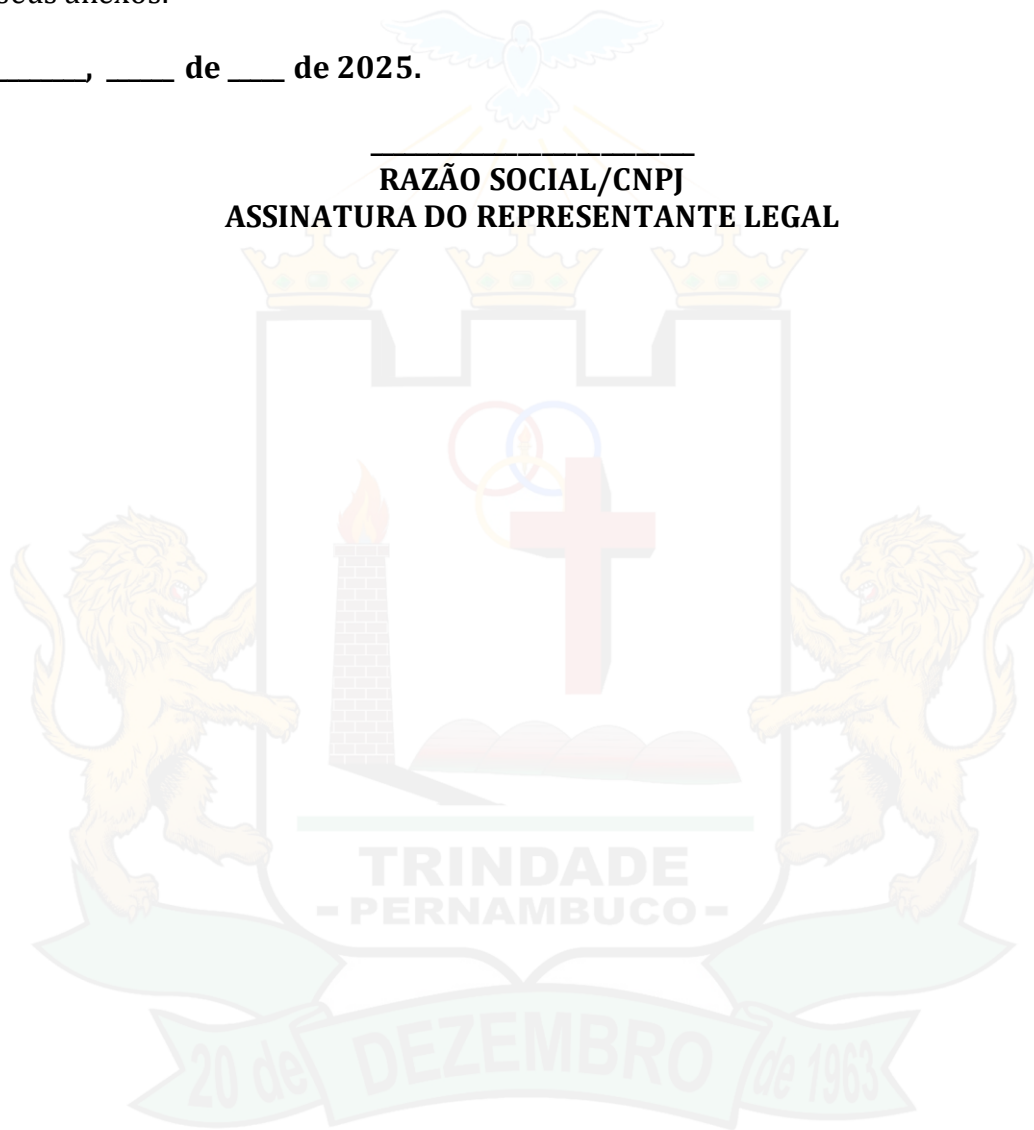 seus anexos.
________, _____ de ____ de 2025.
_________________________
RAZÃO SOCIAL/CNPJ
ASSINATURA DO REPRESENTANTE LEGAL
TRINDADE
- PERNAMBUCO -
20 de DEZEMBRO de 1963